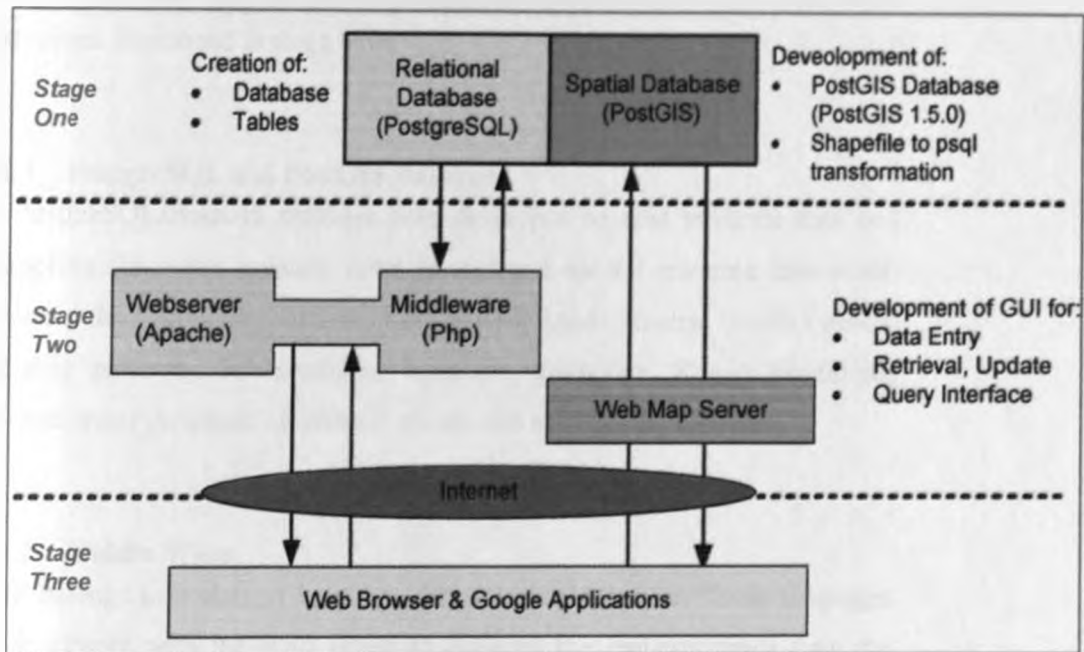 Stage
One
Creation of:
• Database
• Tables
Relational
Database
(PostgreSQL)
Spatial Database
(PostGIS)
Deveolopment of:
• PostGIS Database
(PostGIS 1.5.0)
• Shapefile to psql
transformation
Stage
Two
Webserver
(Apache)
Middleware
(Php)
Web Map Server
Development of GUI for:
• Data Entry
• Retrieval, Update
• Query Interface
Internet
Stage
Three
Web Browser & Google Applications